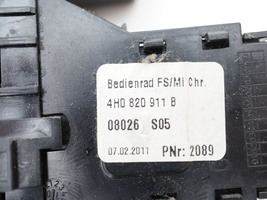 Bedienrad FS/Mi Chr.
4H0 820 911 B
08026 S05
07.02.2011 PNr: 2089